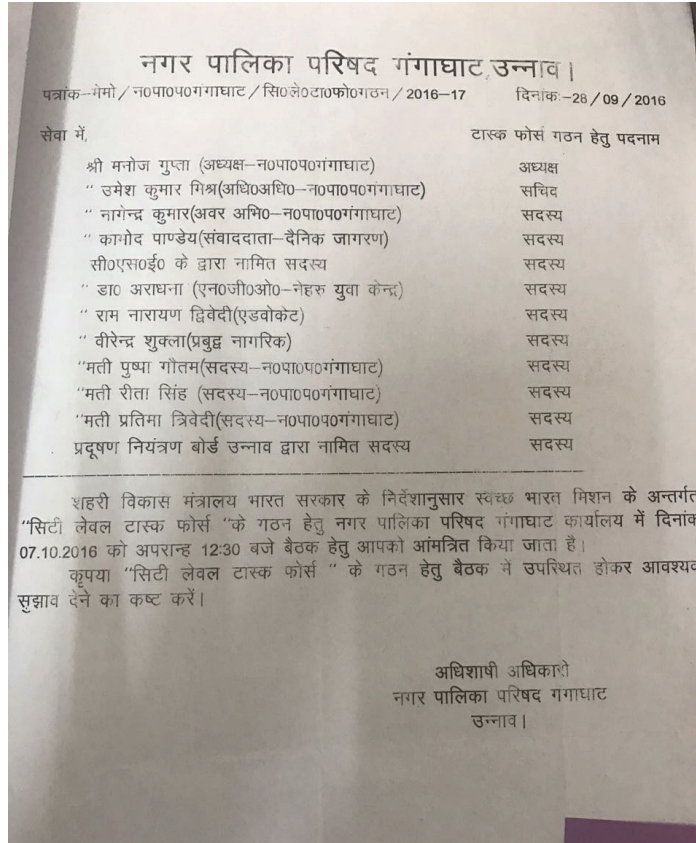 नगर पालिका परिषद गंगाघाट,उन्नाव।
पत्रांक–मेमो/न0पा0प0गंगाघाट/सि0ले0टा0फो0गठन/2016–17 दिनांकः–28/09/2016
सेवा में, टास्क फोर्स गठन हेतु पदनाम
श्री मनोज गुप्ता (अध्यक्ष–न0पा0प0गंगाघाट) अध्यक्ष
" उमेश कुमार मिश्र(अधि0अधि0–न0पा0प0गंगाघाट) सचिव
" नागेन्द्र कुमार(अवर अभि0–न0पा0प0गंगाघाट) सदस्य
" कामोद पाण्डेय(संवाददाता–दैनिक जागरण) सदस्य
सी0एस0ई0 के द्वारा नामित सदस्य सदस्य
" डा0 अराधना (एन0जी0ओ0–नेहरु युवा केन्द्र) सदस्य
" राम नारायण द्विवेदी(एडवोकेट) सदस्य
" वीरेन्द्र शुक्ला(प्रबुद्व नागरिक) सदस्य
"मती पुष्पा गौतम(सदस्य–न0पा0प0गंगाघाट) सदस्य
"मती रीता सिंह (सदस्य–न0पा0प0गंगाघाट) सदस्य
"मती प्रतिमा त्रिवेदी(सदस्य–न0पा0प0गंगाघाट) सदस्य
प्रदूषण नियंत्रण बोर्ड उन्नाव द्वारा नामित सदस्य सदस्य
शहरी विकास मंत्रालय भारत सरकार के निर्देशानुसार स्वच्छ भारत मिशन के अन्तर्गत
"सिटी लेवल टास्क फोर्स "के गठन हेतु नगर पालिका परिषद गंगाघाट कार्यालय में दिनांक
07.10.2016 को अपरान्ह 12:30 बजे बैठक हेतु आपको आंमत्रित किया जाता है।
कृपया "सिटी लेवल टास्क फोर्स " के गठन हेतु बैठक में उपस्थित होकर आवश्यक
सुझाव देने का कष्ट करें।
अधिशाषी अधिकारी
नगर पालिका परिषद गंगाघाट
उन्नाव।